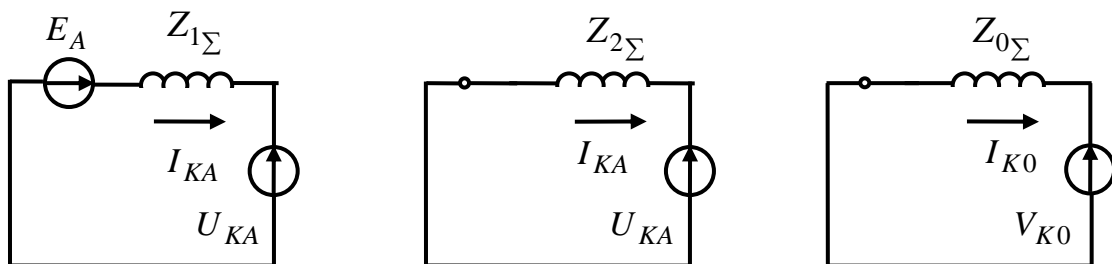 E_A Z_{1Σ} Z_{2Σ} Z_{0Σ}
I_{KA} I_{KA} I_{K0}
U_{KA} U_{KA} V_{K0}